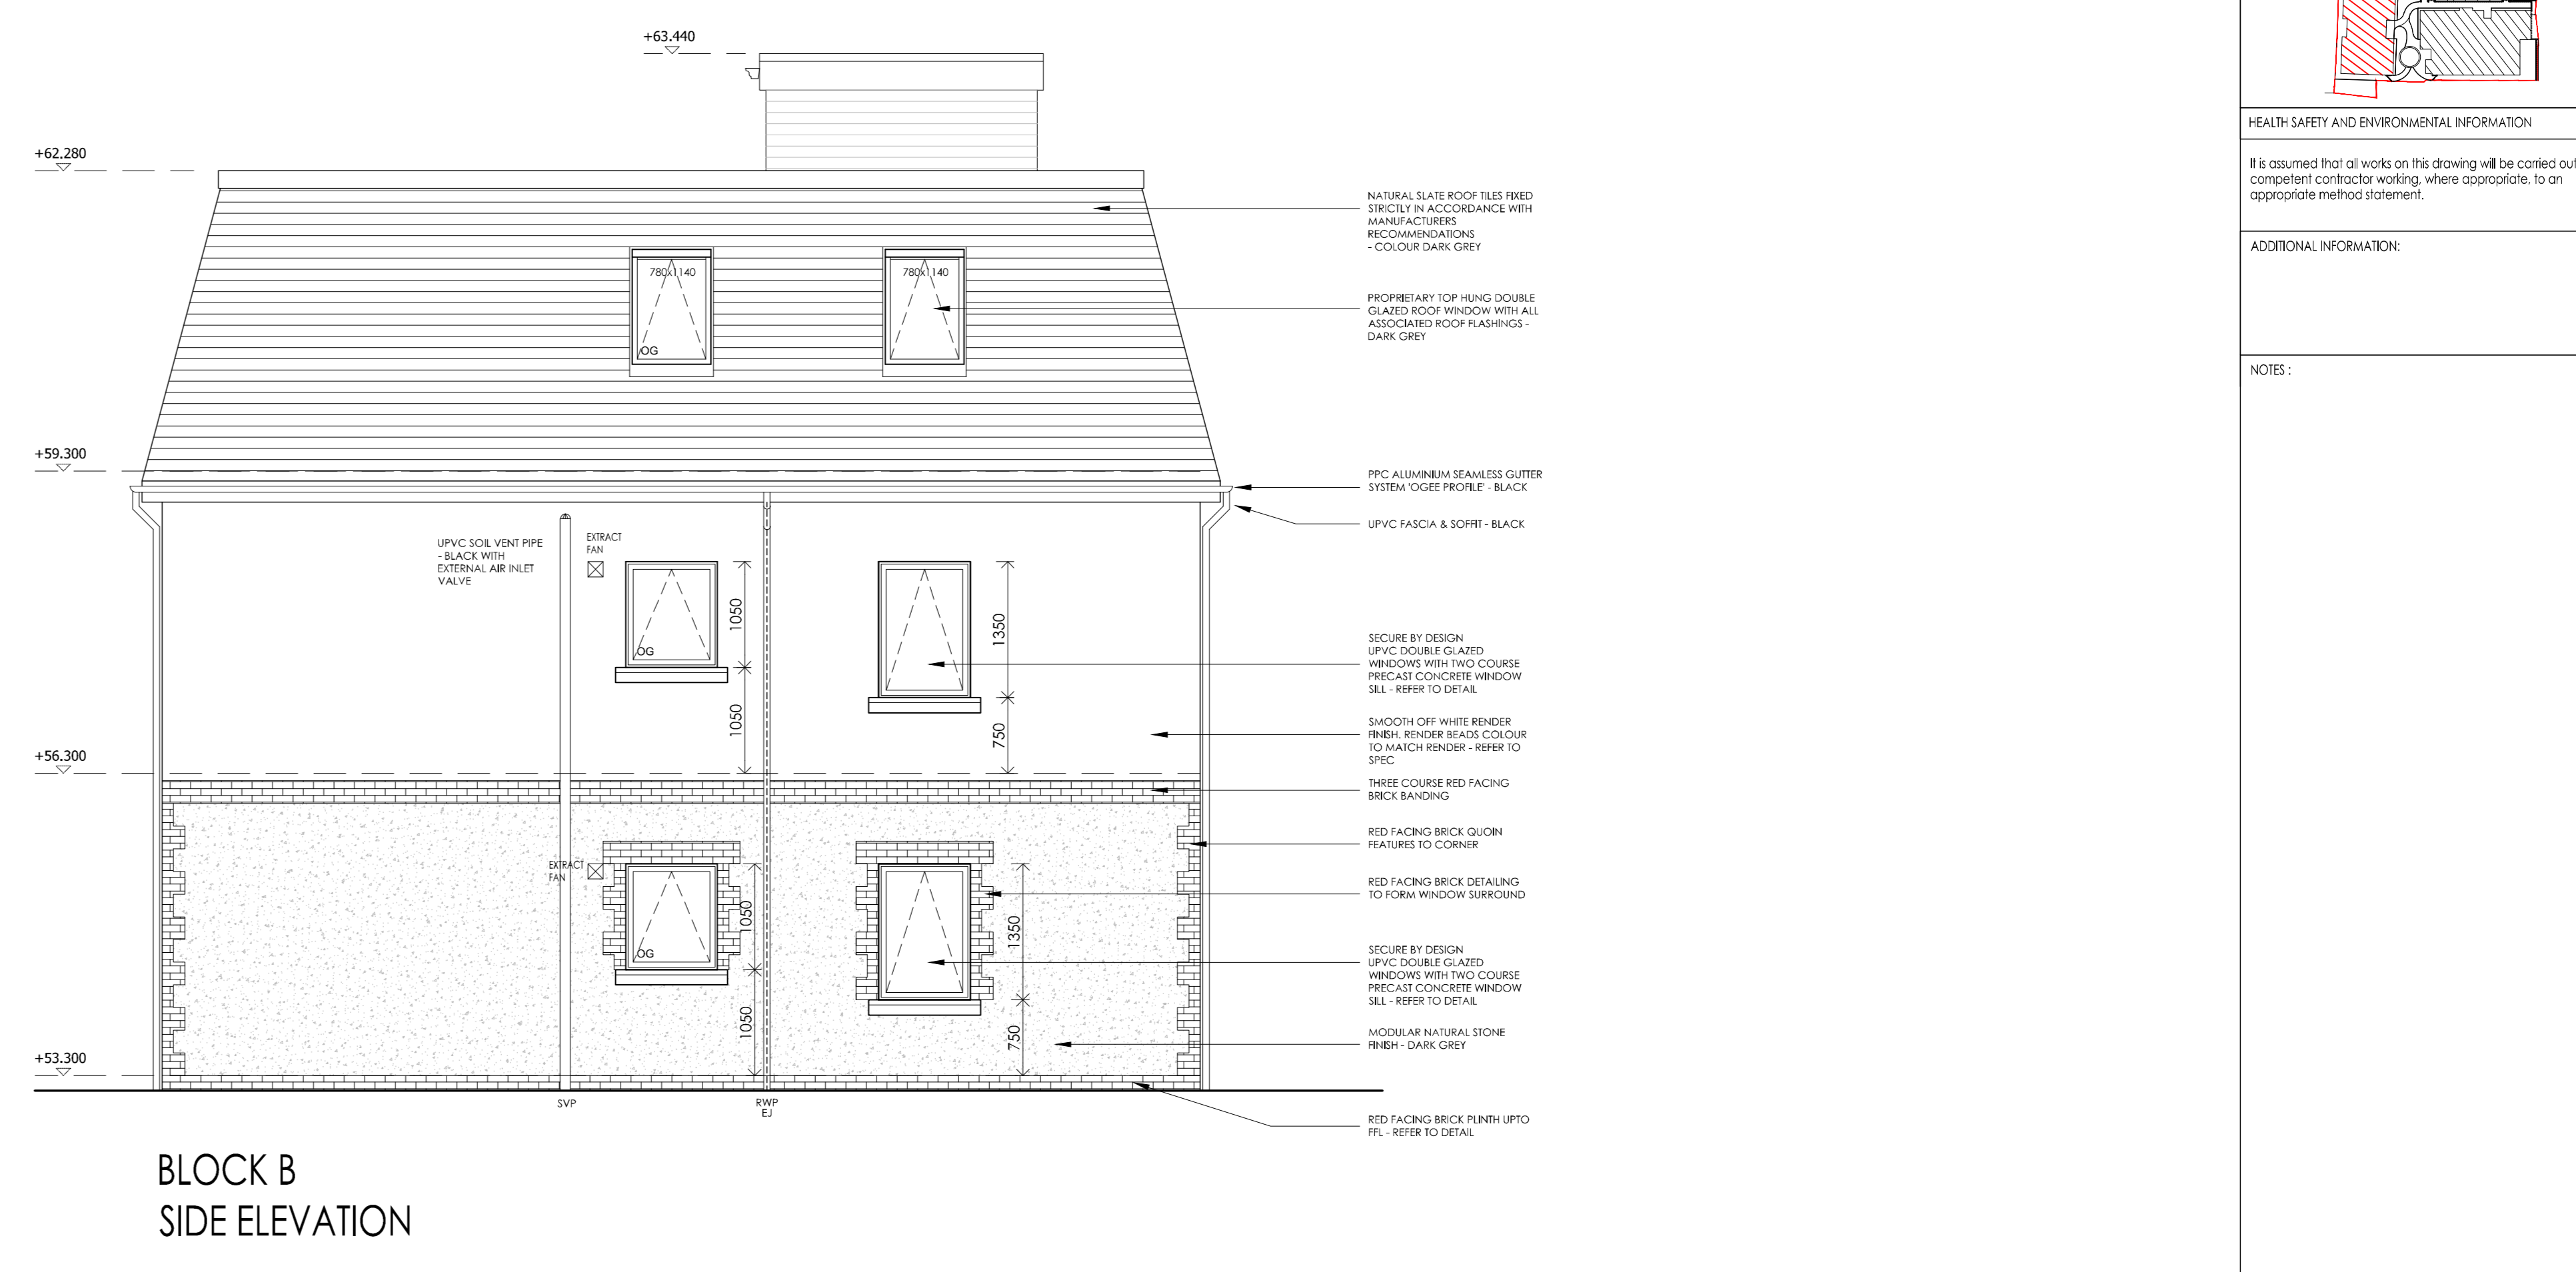 +63.440
+62.280
+59.300
+56.300
+53.300
780x1140
780x1140
OG
NATURAL SLATE ROOF TILES FIXED
STRICTLY IN ACCORDANCE WITH
MANUFACTURERS
RECOMMENDATIONS
- COLOUR DARK GREY
PROPRIETARY TOP HUNG DOUBLE
GLAZED ROOF WINDOW WITH ALL
ASSOCIATED ROOF FLASHINGS -
DARK GREY
PPC ALUMINIUM SEAMLESS GUTTER
SYSTEM 'OGEE PROFILE' - BLACK
UPVC FASCIA & SOFFIT - BLACK
UPVC SOIL VENT PIPE
- BLACK WITH
EXTERNAL AIR INLET
VALVE
EXTRACT
FAN
OG
1050
1050
1350
750
SECURE BY DESIGN
UPVC DOUBLE GLAZED
WINDOWS WITH TWO COURSE
PRECAST CONCRETE WINDOW
SILL - REFER TO DETAIL
SMOOTH OFF WHITE RENDER
FINISH. RENDER BEADS COLOUR
TO MATCH RENDER - REFER TO
SPEC
THREE COURSE RED FACING
BRICK BANDING
RED FACING BRICK QUOIN
FEATURES TO CORNER
RED FACING BRICK DETAILING
TO FORM WINDOW SURROUND
EXTRACT
FAN
OG
1050
1050
1350
750
SECURE BY DESIGN
UPVC DOUBLE GLAZED
WINDOWS WITH TWO COURSE
PRECAST CONCRETE WINDOW
SILL - REFER TO DETAIL
MODULAR NATURAL STONE
FINISH - DARK GREY
SVP
RWP
EJ
RED FACING BRICK PLINTH UPTO
FFL - REFER TO DETAIL
BLOCK B
SIDE ELEVATION
HEALTH SAFETY AND ENVIRONMENTAL INFORMATION
It is assumed that all works on this drawing will be carried out
competent contractor working, where appropriate, to an
appropriate method statement.
ADDITIONAL INFORMATION:
NOTES :